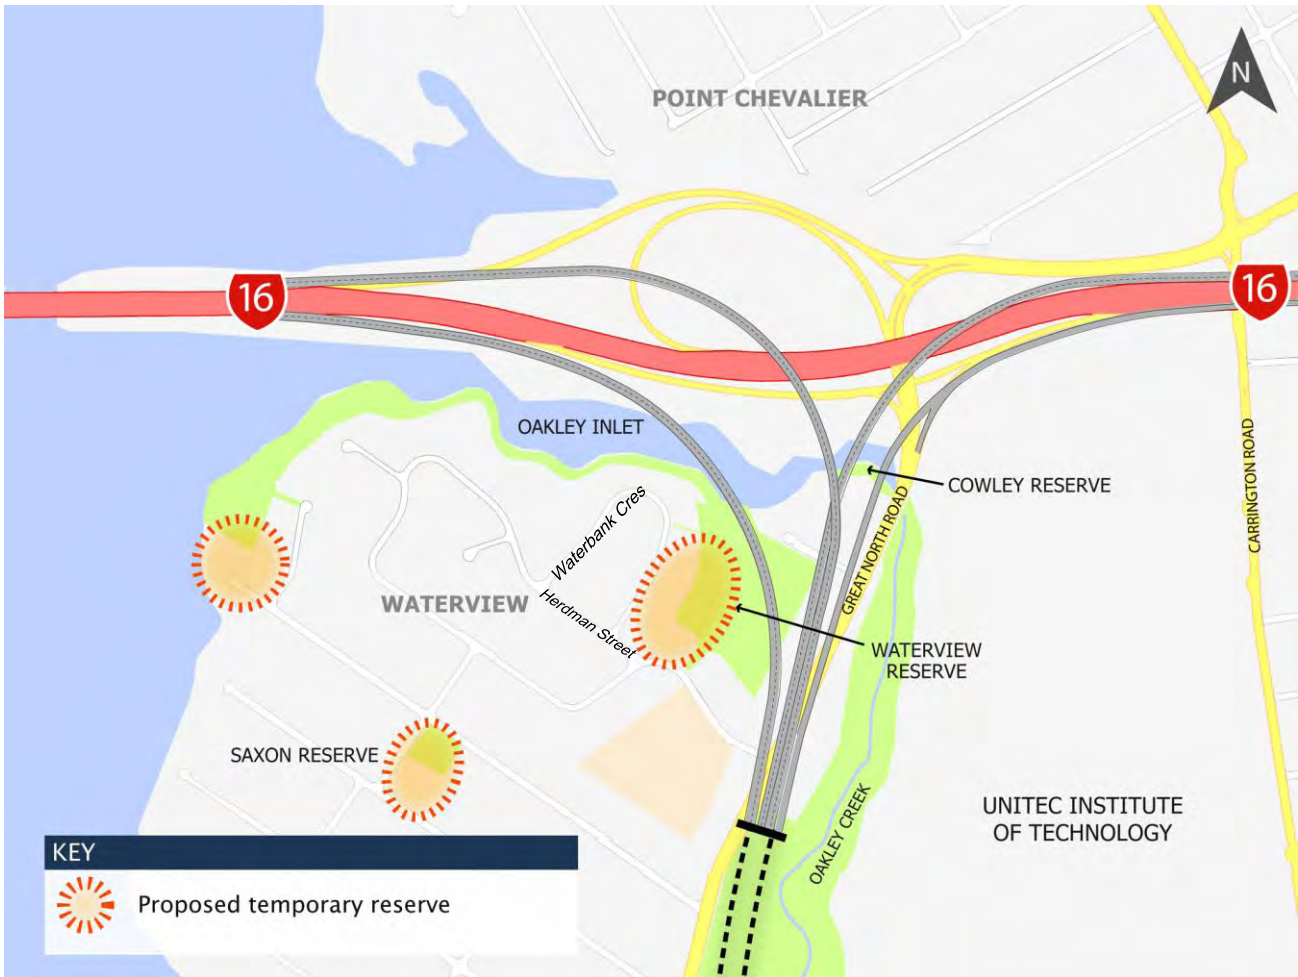 N
POINT CHEVALIER
16
16
OAKLEY INLET
COWLEY RESERVE
CARRINGTON ROAD
Waterbank Cres
GREAT NORTH ROAD
WATERVIEW
Herdman Street
WATERVIEW
RESERVE
SAXON RESERVE
UNITEC INSTITUTE
OF TECHNOLOGY
OAKLEY CREEK
KEY
Proposed temporary reserve